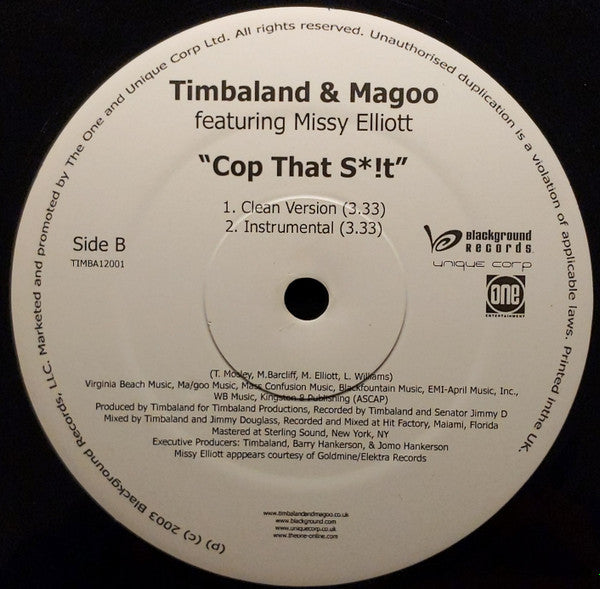 Timbaland & Magoo
featuring Missy Elliott
“Cop That S*!t”
1. Clean Version (3.33)
2. Instrumental (3.33)
Side B
TIMBA12001
Blackground
RECORDS
unique corp
one
ENTERTAINMENT
(T. Mosley, M.Barcliff, M. Elliott, L. Williams)
Virginia Beach Music, Ma/goo Music, Mass Confusion Music, Blackfountain Music, EMI-April Music, Inc.,
WB Music, Kingston & Publishing (ASCAP)
Produced by Timbaland for Timbaland Productions, Recorded by Timbaland and Senator Jimmy D
Mixed by Timbaland and Jimmy Douglass, Recorded and Mixed at Hit Factory, Maiami, Florida
Mastered at Sterling Sound, New York, NY
Executive Producers: Timbaland, Barry Hankerson, & Jomo Hankerson
Missy Elliott apppears courtesy of Goldmine/Elektra Records
www.timbalandandmagoo.co.uk
www.blackground.com
www.uniquecorp.co.uk
www.theone-online.com
(p) (c) 2003 Blackground Records, LLC. Marketed and promoted by The One and Unique Corp Ltd. All rights reserved. Unauthorised duplication is a violation of applicable laws. Printed inthe UK.